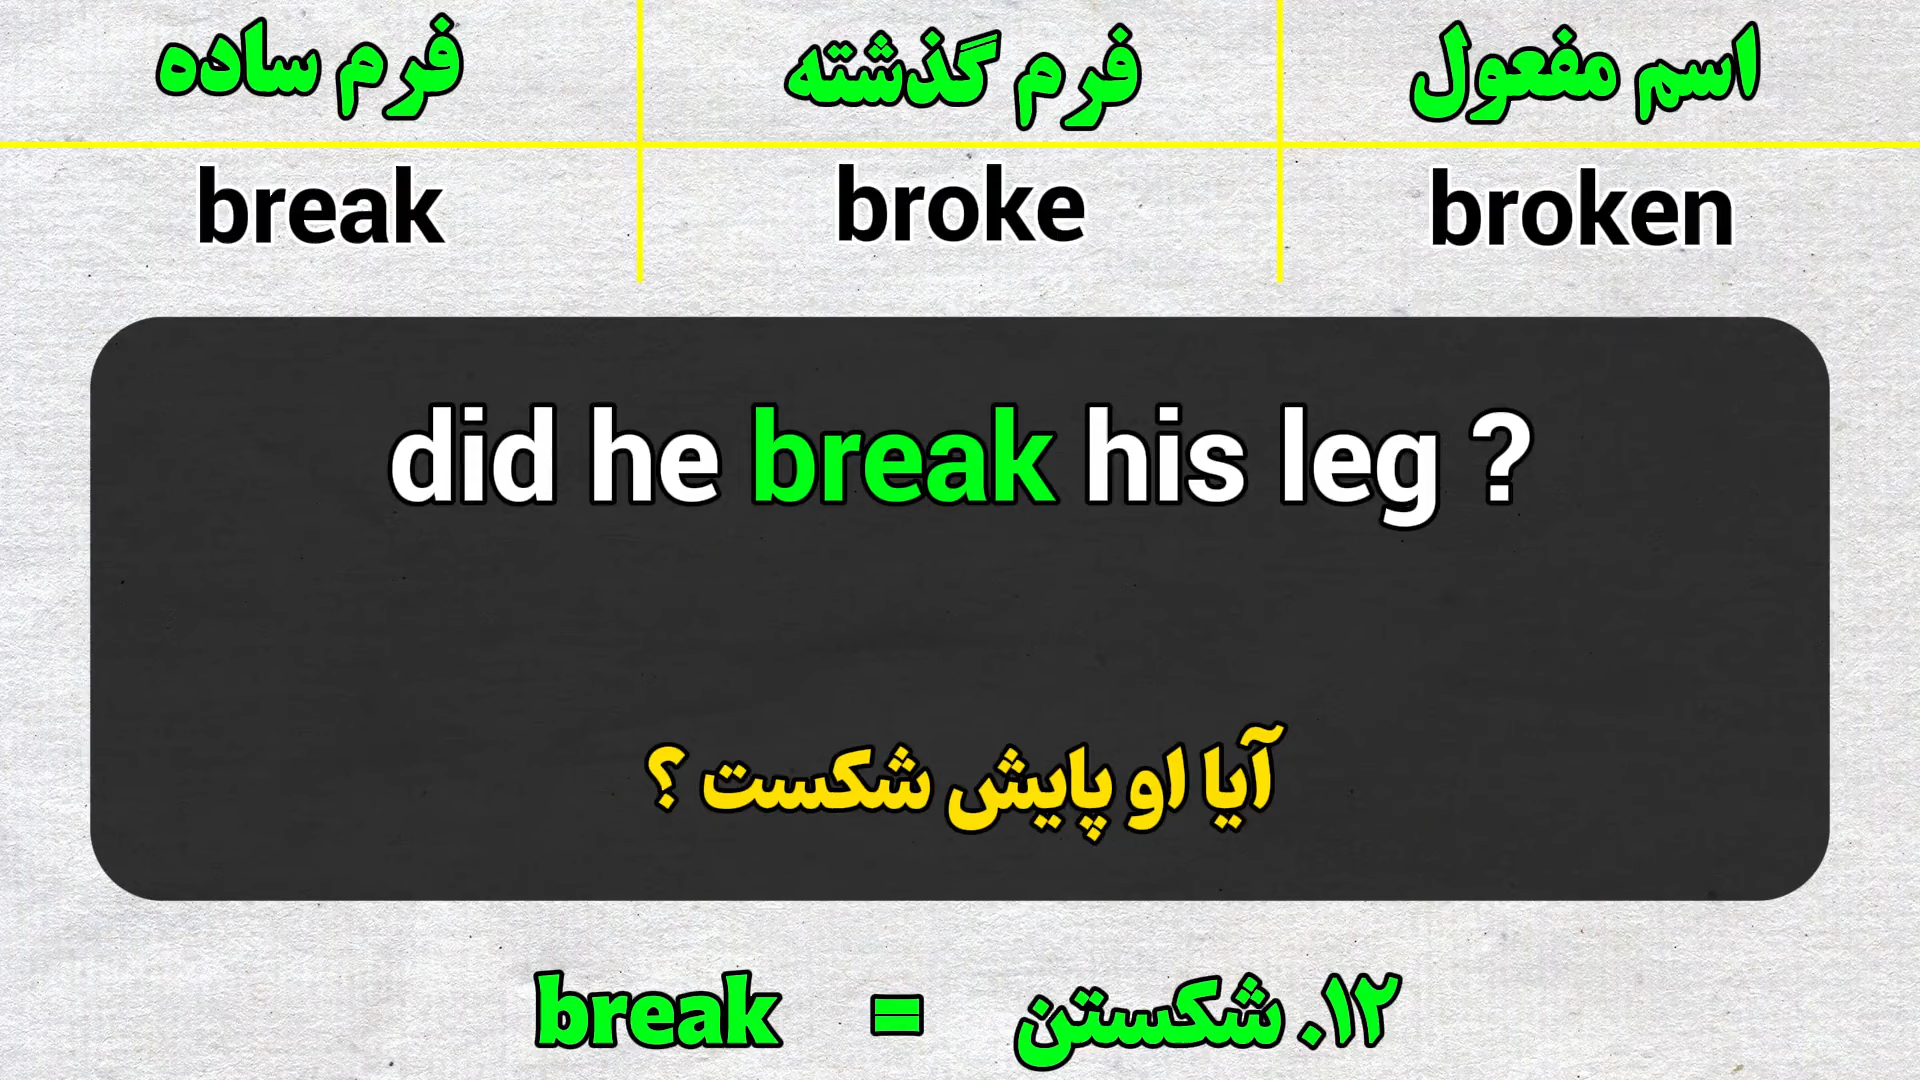 فرم ساده فرم گذشته اسم مفعول
break broke broken
did he break his leg ?
آیا او پایش شکست ؟
break = ۱۲. شکستن